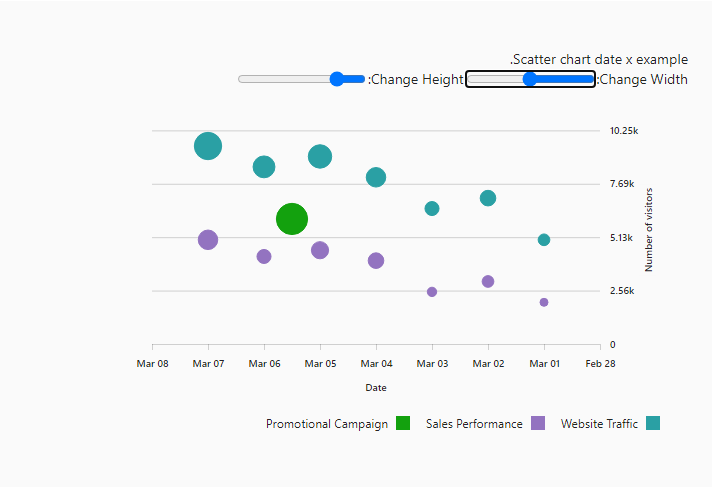 .Scatter chart date x example
:Change Width :Change Height
10.25k
7.69k
5.13k
2.56k
0
Number of visitors
Mar 08 Mar 07 Mar 06 Mar 05 Mar 04 Mar 03 Mar 02 Mar 01 Feb 28
Date
Promotional Campaign Sales Performance Website Traffic